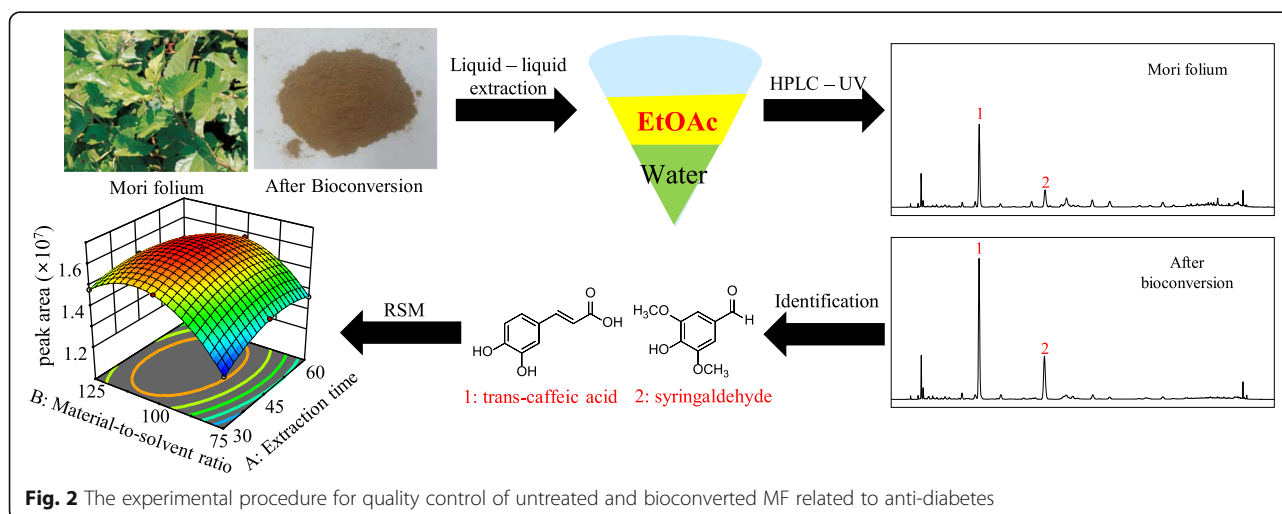 Mori folium
After Bioconversion
Liquid – liquid
extraction
EtOAc
Water
HPLC – UV
Mori folium
1
2
After
bioconversion
1
2
Identification
O
OH
HO
OH
O
H
H₃CO
HO
OCH₃
1: trans-caffeic acid
2: syringaldehyde
RSM
peak area (×10⁷)
1.6
1.4
1.2
125
100
75
B: Material-to-solvent ratio
30
45
60
A: Extraction time
Fig. 2 The experimental procedure for quality control of untreated and bioconverted MF related to anti-diabetes